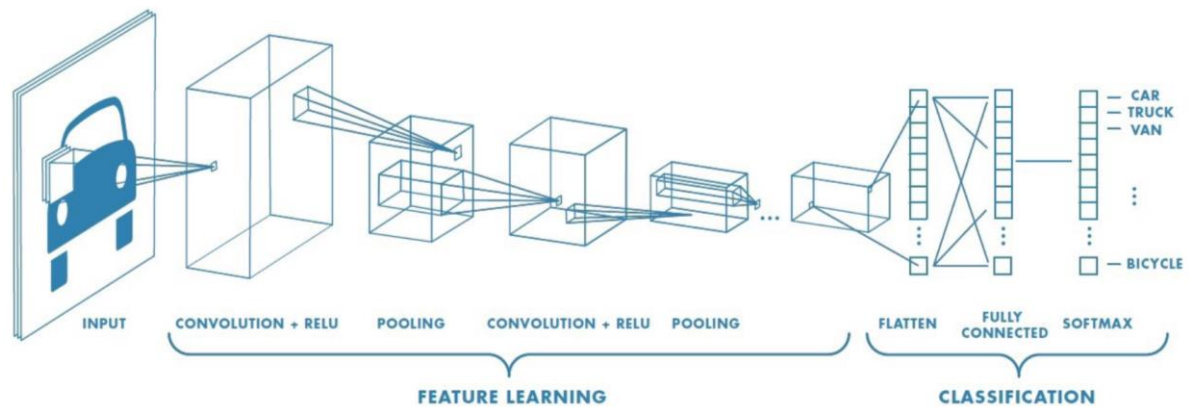 CAR
TRUCK
VAN
BICYCLE
INPUT
CONVOLUTION + RELU
POOLING
CONVOLUTION + RELU
POOLING
FLATTEN
FULLY
CONNECTED
SOFTMAX
FEATURE LEARNING
CLASSIFICATION